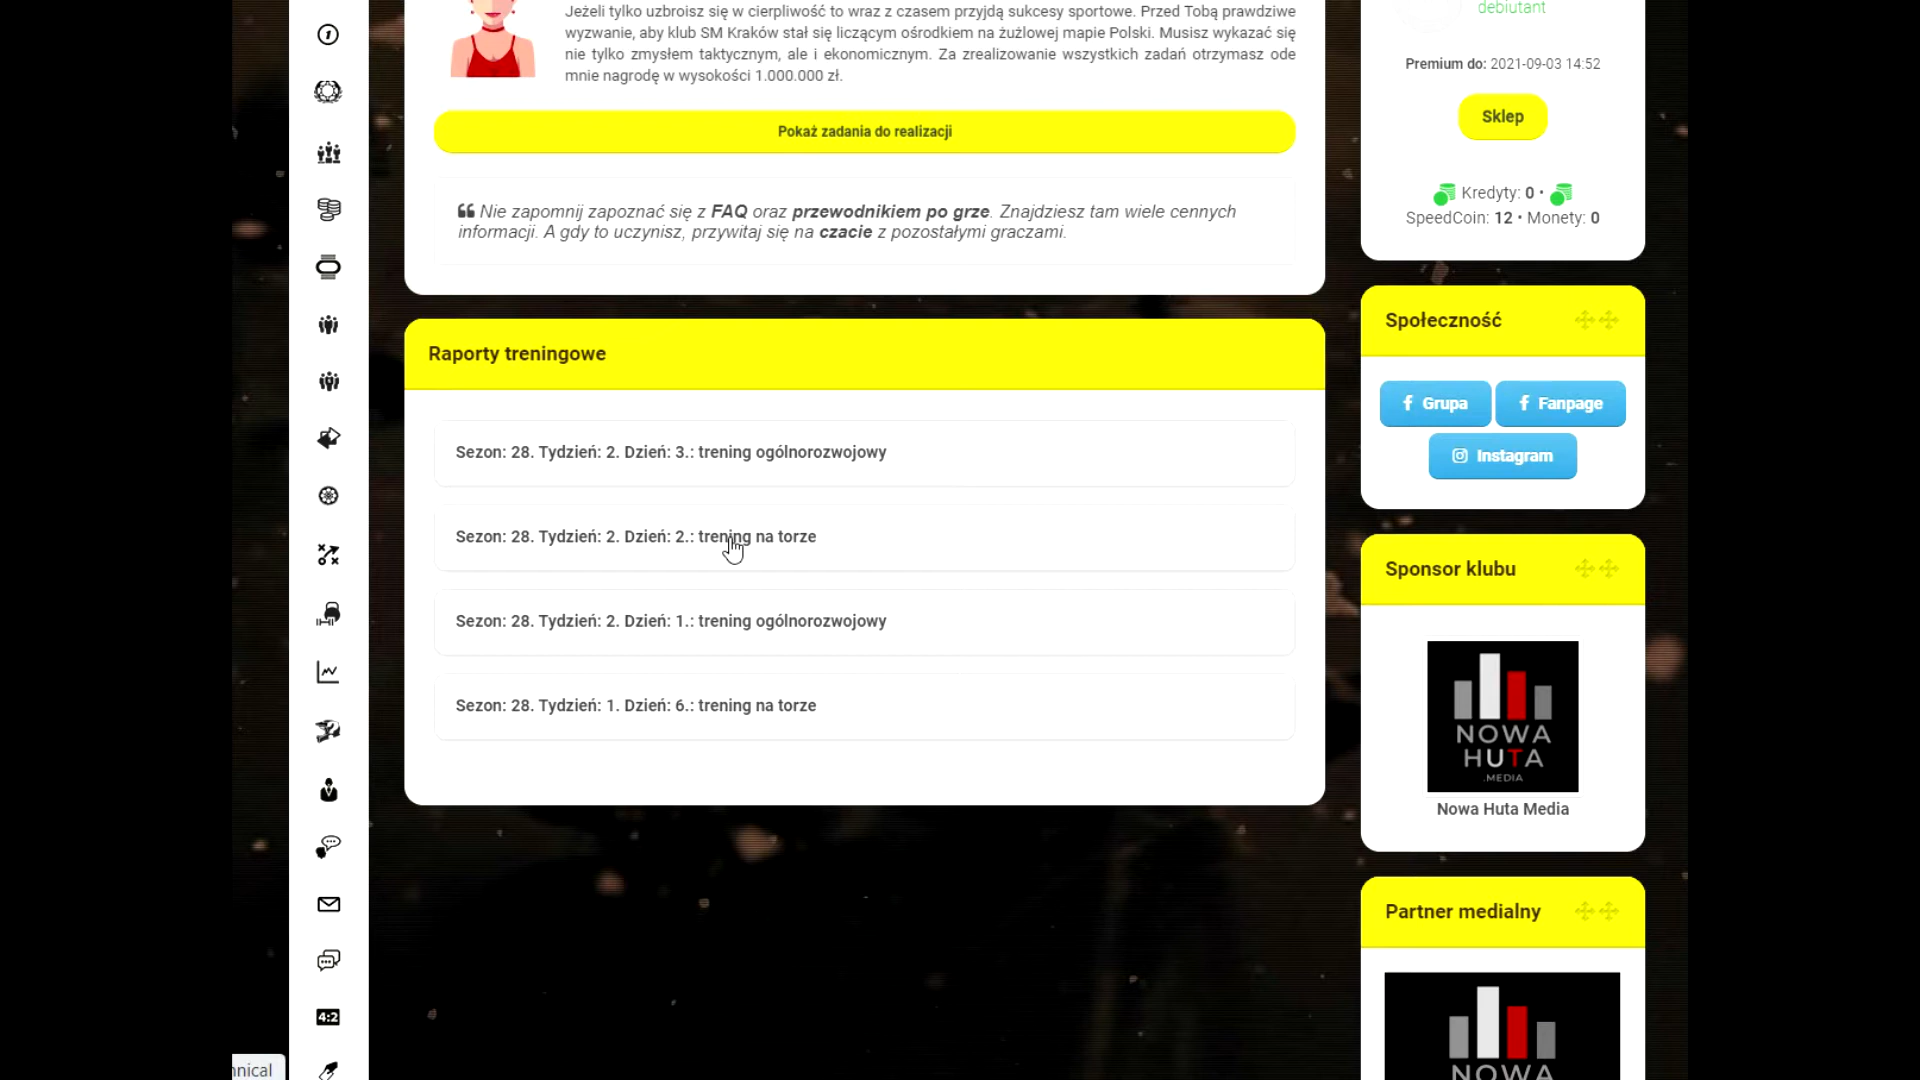 Jeżeli tylko uzbroisz się w cierpliwość to wraz z czasem przyjdą sukcesy sportowe. Przed Tobą prawdziwe
wyzwanie, aby klub SM Kraków stał się liczącym ośrodkiem na żużlowej mapie Polski. Musisz wykazać się
nie tylko zmysłem taktycznym, ale i ekonomicznym. Za zrealizowanie wszystkich zadań otrzymasz ode
mnie nagrodę w wysokości 1.000.000 zł.
Pokaż zadania do realizacji
Nie zapomnij zapoznać się z FAQ oraz przewodnikiem po grze. Znajdziesz tam wiele cennych
informacji. A gdy to uczynisz, przywitaj się na czacie z pozostałymi graczami.
Raporty treningowe
Sezon: 28. Tydzień: 2. Dzień: 3.: trening ogólnorozwojowy
Sezon: 28. Tydzień: 2. Dzień: 2.: trening na torze
Sezon: 28. Tydzień: 2. Dzień: 1.: trening ogólnorozwojowy
Sezon: 28. Tydzień: 1. Dzień: 6.: trening na torze
debiutant
Premium do: 2021-09-03 14:52
Sklep
Kredyty: 0 •
SpeedCoin: 12 • Monety: 0
Społeczność
Grupa
Fanpage
Instagram
Sponsor klubu
NOWA
HUTA
.MEDIA
Nowa Huta Media
Partner medialny
NOWA
4:2
hnical